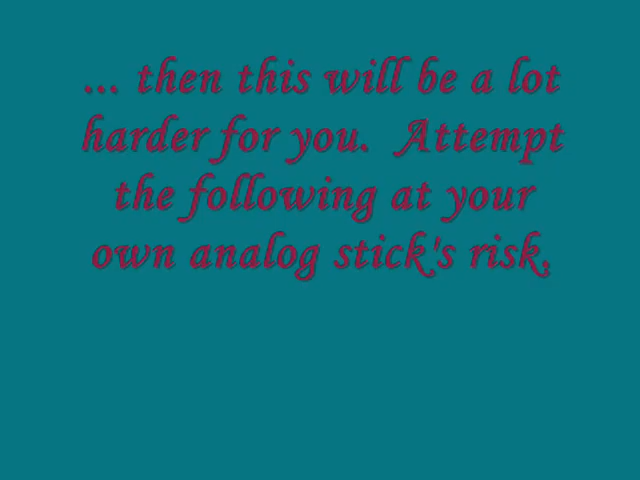 ... then this will be a lot
harder for you.  Attempt
the following at your
own analog stick's risk.